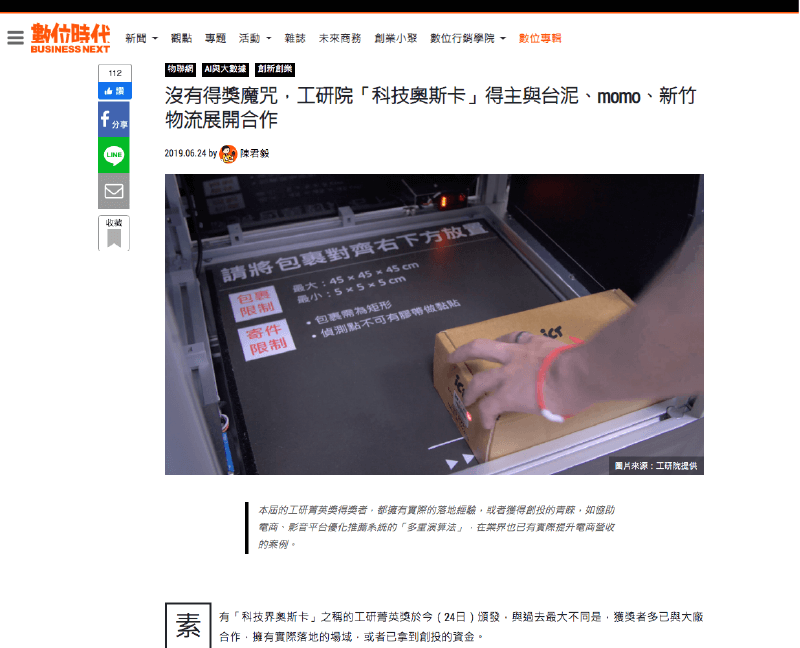 數位時代
BUSINESS NEXT
新聞 觀點 專題 活動 雜誌 未來商務 創業小聚 數位行銷學院 數位專輯
112
讚
分享
LINE
收藏
物聯網 AI與大數據 創新創業
沒有得獎魔咒，工研院「科技奧斯卡」得主與台泥、momo、新竹
物流展開合作
2019.06.24 by 陳君毅
請將包裹對齊右下方放置
包裹限制
最大：45 × 45 × 45 cm
最小：5 × 5 × 5 cm
寄件限制
• 包裹需為矩形
• 偵測點不可有膠帶做黏貼
iCT
iCT
圖片來源：工研院提供
本屆的工研菁英獎得獎者，都擁有實際的落地經驗，或者獲得創投的青睞，如協助
電商、影音平台優化推薦系統的「多重演算法」，在業界也已有實際提升電商營收
的案例。
素
有「科技界奧斯卡」之稱的工研菁英獎於今（24日）頒發，與過去最大不同是，獲獎者多已與大廠
合作，擁有實際落地的場域，或者已拿到創投的資金。